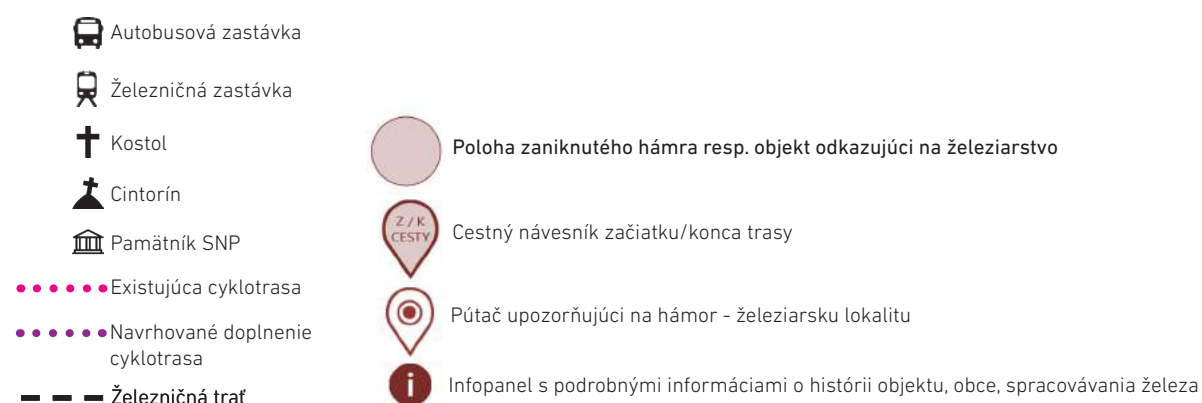 Autobusová zastávka
Železničná zastávka
Kostol
Cintorín
Pamätník SNP
Existujúca cyklotrasa
Navrhované doplnenie
cyklotrasa
Železničná trať
Poloha zaniknutého hámra resp. objekt odkazujúci na železiarstvo
Z / K
CESTY
Cestný návesník začiatku/konca trasy
Pútač upozorňujúci na hámor - železiarsku lokalitu
i
Infopanel s podrobnými informáciami o histórii objektu, obce, spracovávania železa